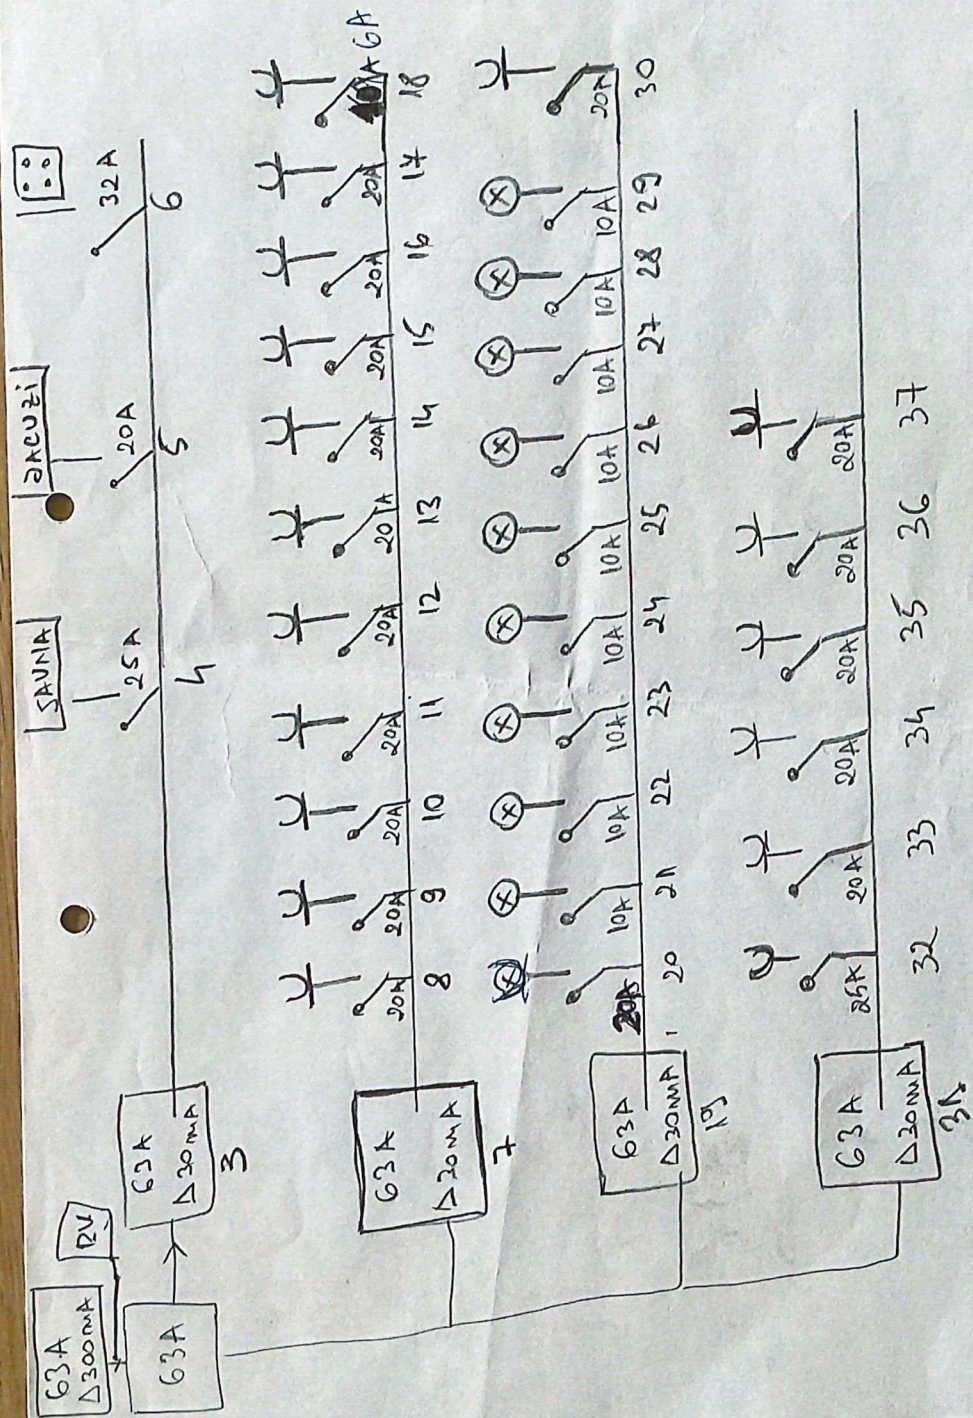 63A
Δ300mA
RV
63A
63A
Δ30mA
3
SAUNA
25A
4
JACUZI
20A
5
32A
6
63A
Δ30mA
7
20A 20A 20A 20A 20A 20A 20A 20A 20A 20A 6A
8 9 10 11 12 13 14 15 16 17 18
63A
Δ30mA
19
20A 10A 10A 10A 10A 10A 10A 10A 10A 10A 20A
20 21 22 23 24 25 26 27 28 29 30
63A
Δ30mA
31
25A 20A 20A 20A 20A 20A
32 33 34 35 36 37